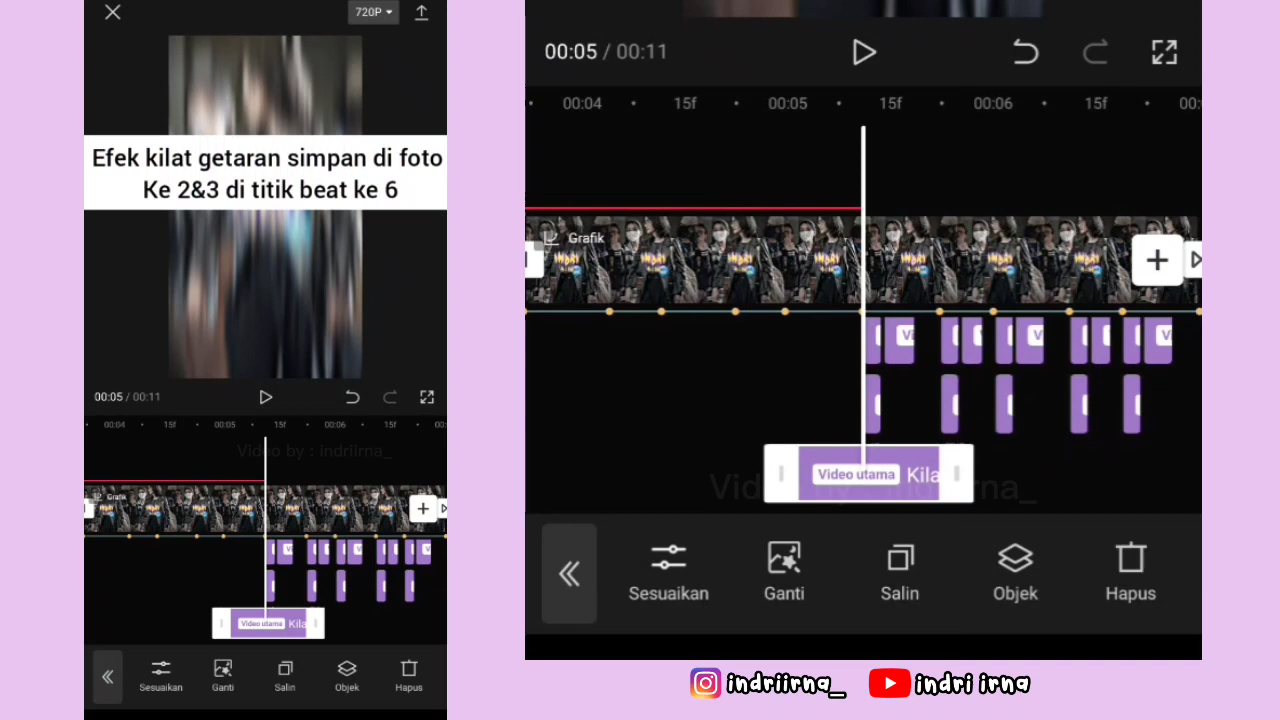 720P
Efek kilat getaran simpan di foto
Ke 2&3 di titik beat ke 6
00:05 / 00:11
00:04 15f 00:05 15f 00:06 15f 00:
Video by : indriirna_
Grafik
Video utama Kila
Sesuaikan Ganti Salin Objek Hapus
00:05 / 00:11
00:04 15f 00:05 15f 00:06 15f 00:
Grafik
Video utama Kila
Sesuaikan Ganti Salin Objek Hapus
indriirna_ indri irna